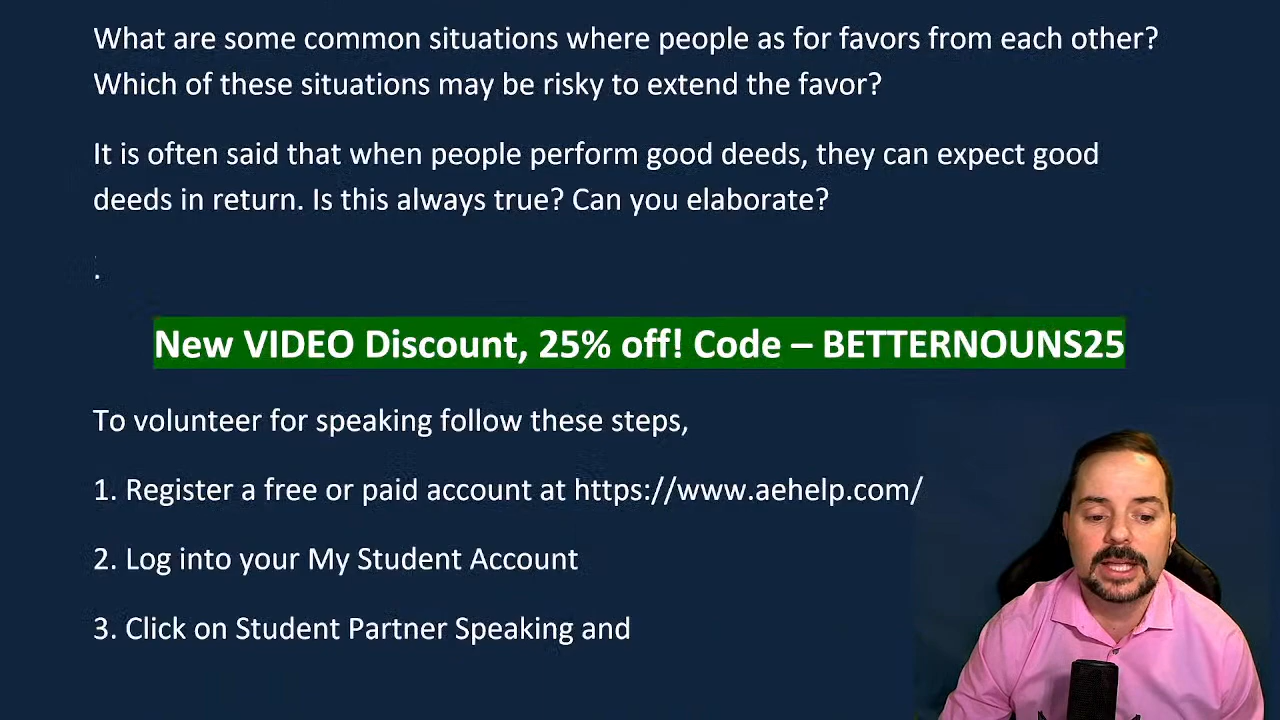 What are some common situations where people as for favors from each other?
Which of these situations may be risky to extend the favor?
It is often said that when people perform good deeds, they can expect good
deeds in return. Is this always true? Can you elaborate?
.
New VIDEO Discount, 25% off! Code – BETTERNOUNS25
To volunteer for speaking follow these steps,
1. Register a free or paid account at https://www.aehelp.com/
2. Log into your My Student Account
3. Click on Student Partner Speaking and